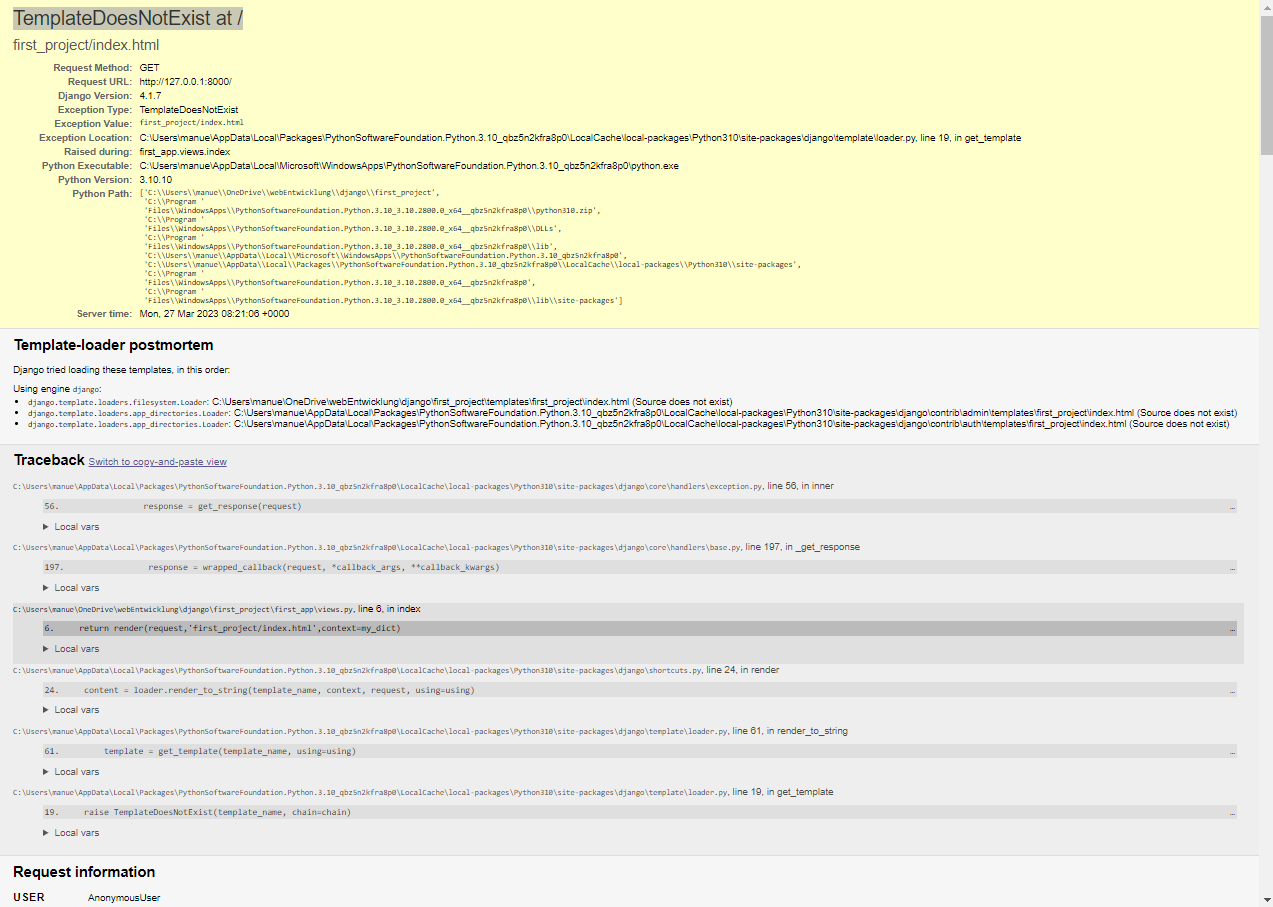 TemplateDoesNotExist at /
first_project/index.html
Request Method: GET
Request URL: http://127.0.0.1:8000/
Django Version: 4.1.7
Exception Type: TemplateDoesNotExist
Exception Value: first_project/index.html
Exception Location: C:\Users\manue\AppData\Local\Packages\PythonSoftwareFoundation.Python.3.10_qbz5n2kfra8p0\LocalCache\local-packages\Python310\site-packages\django\template\loader.py, line 19, in get_template
Raised during: first_app.views.index
Python Executable: C:\Users\manue\AppData\Local\Microsoft\WindowsApps\PythonSoftwareFoundation.Python.3.10_qbz5n2kfra8p0\python.exe
Python Version: 3.10.10
Python Path: ['C:\\Users\\manue\\OneDrive\\webEntwicklung\\django\\first_project',
'C:\\Program '
'Files\\WindowsApps\\PythonSoftwareFoundation.Python.3.10_3.10.2800.0_x64__qbz5n2kfra8p0\\python310.zip',
'C:\\Program '
'Files\\WindowsApps\\PythonSoftwareFoundation.Python.3.10_3.10.2800.0_x64__qbz5n2kfra8p0\\DLLs',
'C:\\Program '
'Files\\WindowsApps\\PythonSoftwareFoundation.Python.3.10_3.10.2800.0_x64__qbz5n2kfra8p0\\lib',
'C:\\Users\\manue\\AppData\\Local\\Microsoft\\WindowsApps\\PythonSoftwareFoundation.Python.3.10_qbz5n2kfra8p0',
'C:\\Users\\manue\\AppData\\Local\\Packages\\PythonSoftwareFoundation.Python.3.10_qbz5n2kfra8p0\\LocalCache\\local-packages\\Python310\\site-packages',
'C:\\Program '
'Files\\WindowsApps\\PythonSoftwareFoundation.Python.3.10_3.10.2800.0_x64__qbz5n2kfra8p0',
'C:\\Program '
'Files\\WindowsApps\\PythonSoftwareFoundation.Python.3.10_3.10.2800.0_x64__qbz5n2kfra8p0\\lib\\site-packages']
Server time: Mon, 27 Mar 2023 08:21:06 +0000
Template-loader postmortem
Django tried loading these templates, in this order:
Using engine django:
• django.template.loaders.filesystem.Loader: C:\Users\manue\OneDrive\webEntwicklung\django\first_project\templates\first_project\index.html (Source does not exist)
• django.template.loaders.app_directories.Loader: C:\Users\manue\AppData\Local\Packages\PythonSoftwareFoundation.Python.3.10_qbz5n2kfra8p0\LocalCache\local-packages\Python310\site-packages\django\contrib\admin\templates\first_project\index.html (Source does not exist)
• django.template.loaders.app_directories.Loader: C:\Users\manue\AppData\Local\Packages\PythonSoftwareFoundation.Python.3.10_qbz5n2kfra8p0\LocalCache\local-packages\Python310\site-packages\django\contrib\auth\templates\first_project\index.html (Source does not exist)
Traceback Switch to copy-and-paste view
C:\Users\manue\AppData\Local\Packages\PythonSoftwareFoundation.Python.3.10_qbz5n2kfra8p0\LocalCache\local-packages\Python310\site-packages\django\core\handlers\exception.py, line 56, in inner
56. response = get_response(request) …
▶ Local vars
C:\Users\manue\AppData\Local\Packages\PythonSoftwareFoundation.Python.3.10_qbz5n2kfra8p0\LocalCache\local-packages\Python310\site-packages\django\core\handlers\base.py, line 197, in _get_response
197. response = wrapped_callback(request, *callback_args, **callback_kwargs) …
▶ Local vars
C:\Users\manue\OneDrive\webEntwicklung\django\first_project\first_app\views.py, line 6, in index
6. return render(request,'first_project/index.html',context=my_dict) …
▶ Local vars
C:\Users\manue\AppData\Local\Packages\PythonSoftwareFoundation.Python.3.10_qbz5n2kfra8p0\LocalCache\local-packages\Python310\site-packages\django\shortcuts.py, line 24, in render
24. content = loader.render_to_string(template_name, context, request, using=using) …
▶ Local vars
C:\Users\manue\AppData\Local\Packages\PythonSoftwareFoundation.Python.3.10_qbz5n2kfra8p0\LocalCache\local-packages\Python310\site-packages\django\template\loader.py, line 61, in render_to_string
61. template = get_template(template_name, using=using) …
▶ Local vars
C:\Users\manue\AppData\Local\Packages\PythonSoftwareFoundation.Python.3.10_qbz5n2kfra8p0\LocalCache\local-packages\Python310\site-packages\django\template\loader.py, line 19, in get_template
19. raise TemplateDoesNotExist(template_name, chain=chain) …
▶ Local vars
Request information
USER AnonymousUser